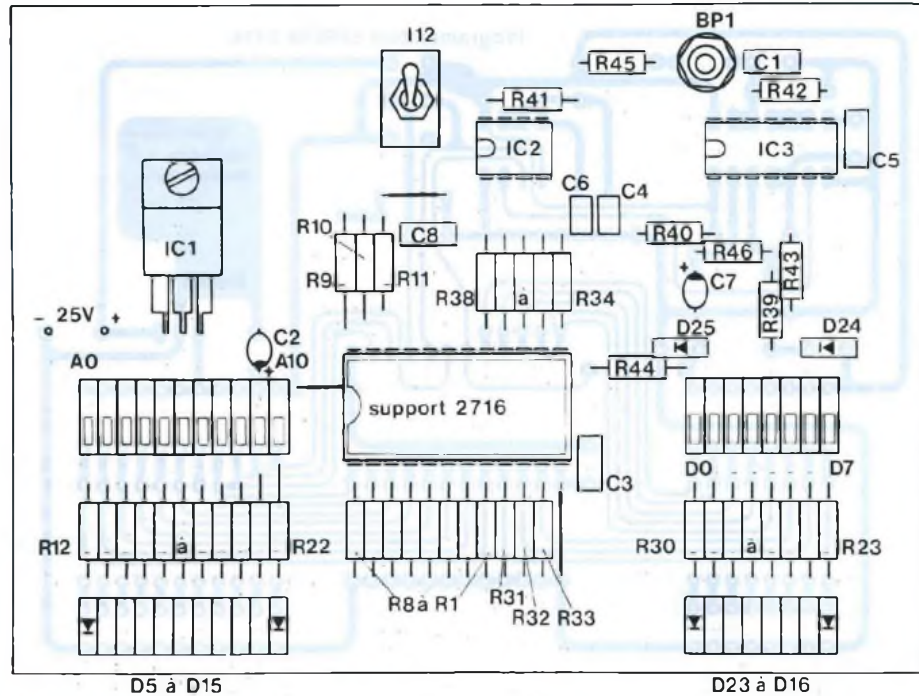 I12
BP1
R45
C1
R42
R41
IC2
IC3
C5
C6
C4
R10
C8
IC1
R40
R46
R43
R9
R11
R38
à
R34
C7
R39
− 25V +
D25
D24
A0
C2
A10
+
R44
support 2716
C3
D0
D7
R12
à
R22
R30
à
R23
R8 à R1
R31
R32
R33
D5 à D15
D23 à D16